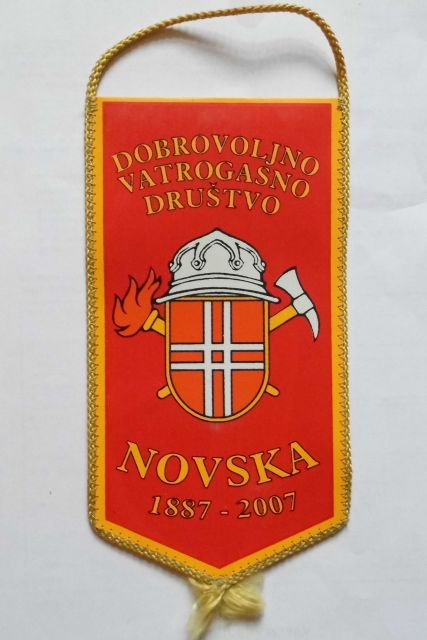 DOBROVOLJNO
VATROGASNO
DRUŠTVO
NOVSKA
1887 - 2007